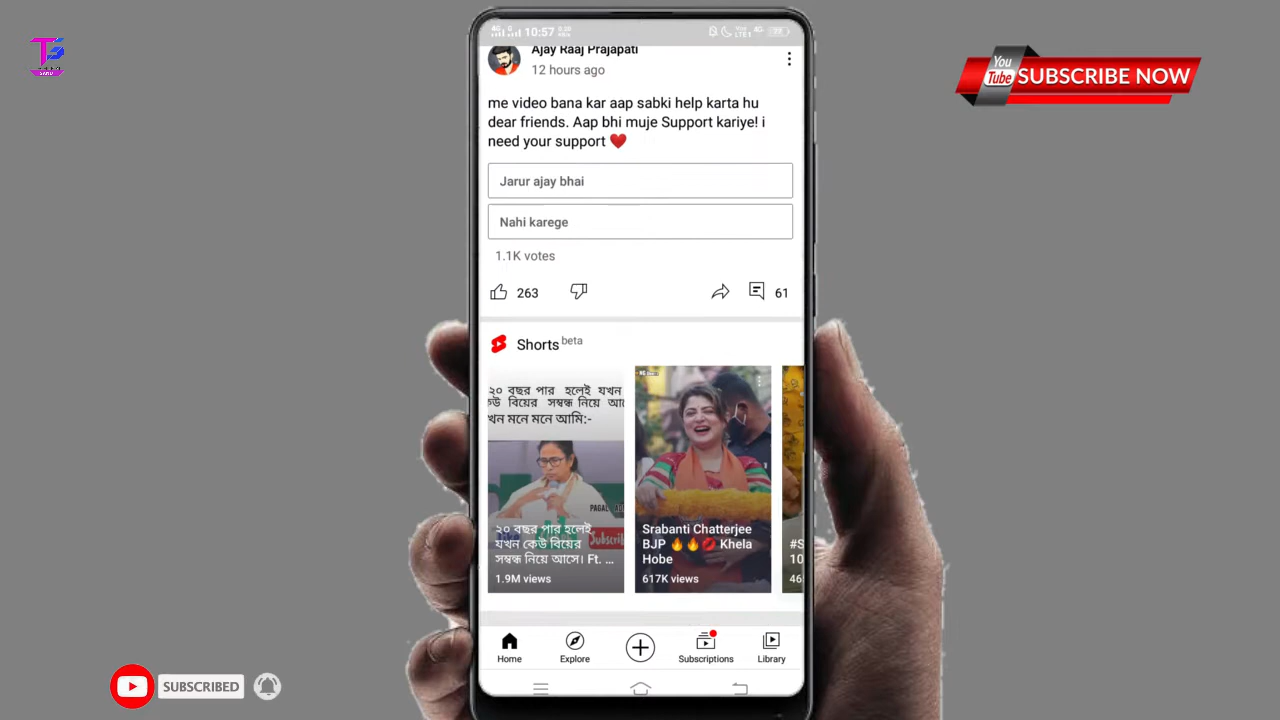 10:57
Ajay Raaj Prajapati
12 hours ago
me video bana kar aap sabki help karta hu
dear friends. Aap bhi muje Support kariye! i
need your support ❤️
Jarur ajay bhai
Nahi karege
1.1K votes
263
61
Shorts beta
২০ বছর পার হলেই যখন
বিয়ের সম্বন্ধ নিয়ে
মনে মনে আমি:-
২০ বছর পার হলেই
যখন কেউ বিয়ের
সম্বন্ধ নিয়ে আসে। Ft. ...
1.9M views
Srabanti Chatterjee
BJP 🔥🔥💋 Khela
Hobe
617K views
Home
Explore
Subscriptions
Library
You
Tube
SUBSCRIBE NOW
SUBSCRIBED